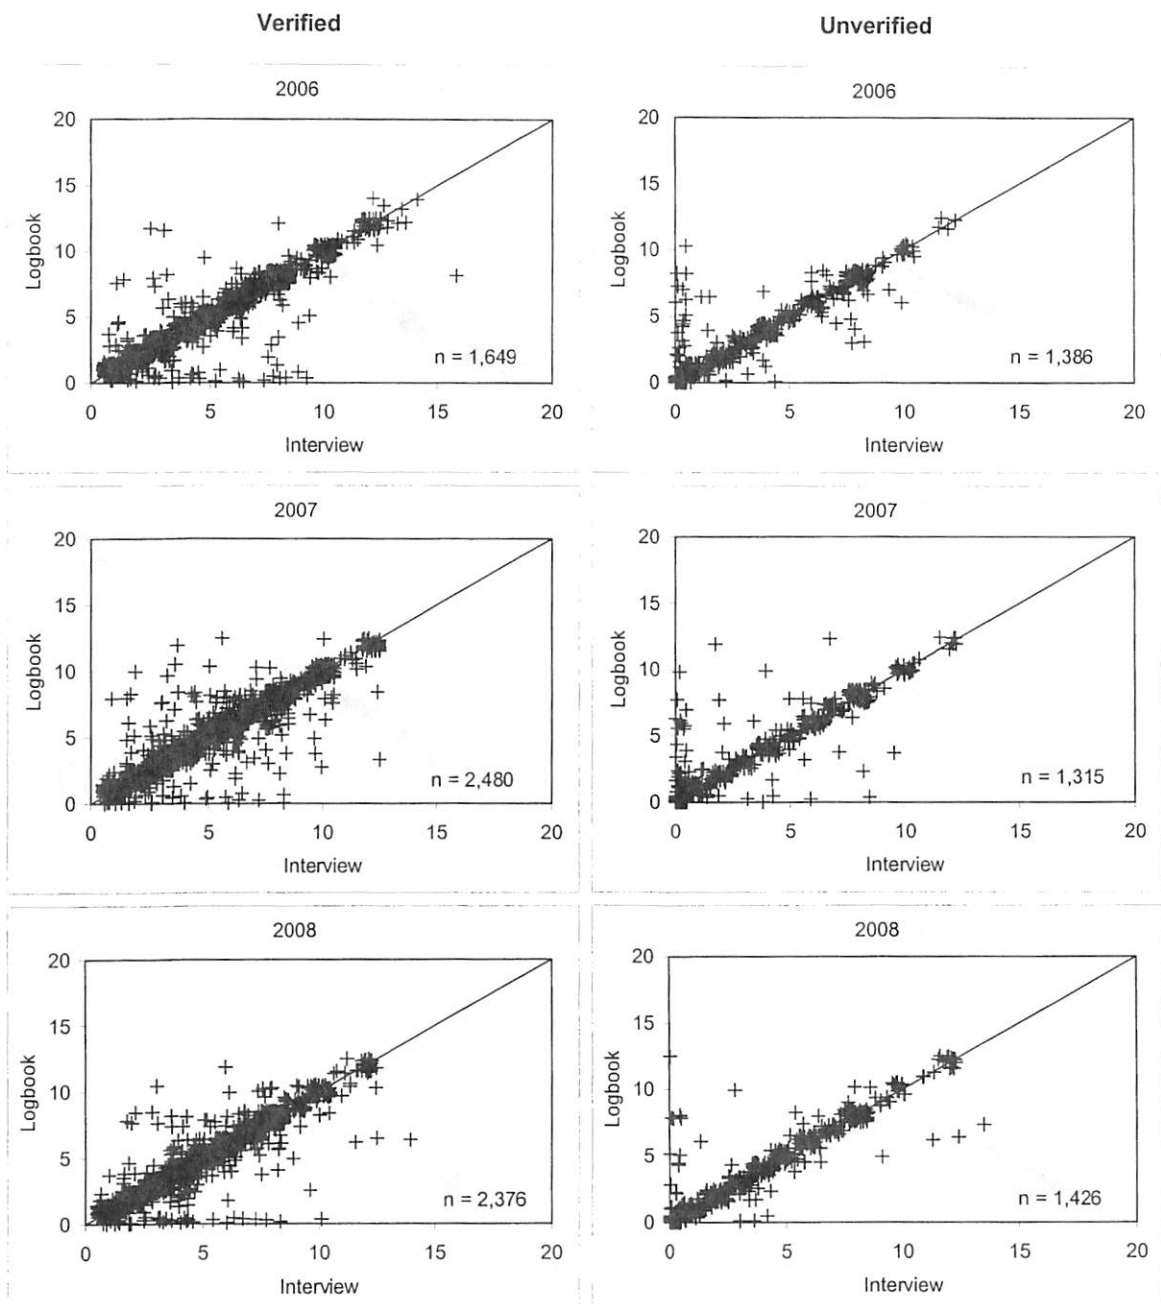 Verified
Unverified
2006
20
15
10
5
0
Logbook
n = 1,649
0 5 10 15 20
Interview
2006
20
15
10
5
0
Logbook
n = 1,386
0 5 10 15 20
Interview
2007
20
15
10
5
0
Logbook
n = 2,480
0 5 10 15 20
Interview
2007
20
15
10
5
0
Logbook
n = 1,315
0 5 10 15 20
Interview
2008
20
15
10
5
0
Logbook
n = 2,376
0 5 10 15 20
Interview
2008
20
15
10
5
0
Logbook
n = 1,426
0 5 10 15 20
Interview